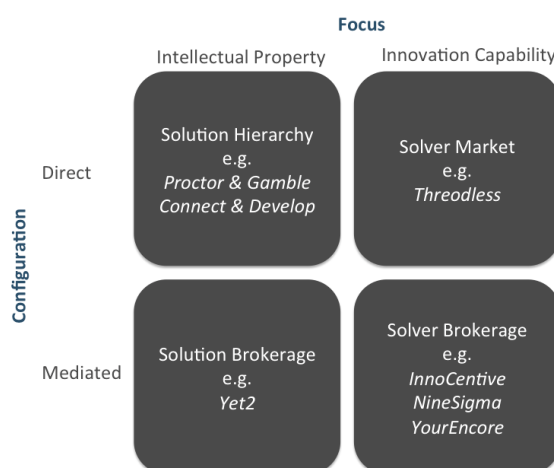 Focus
Intellectual Property
Innovation Capability
Configuration
Direct
Solution Hierarchy
e.g.
Proctor & Gamble
Connect & Develop
Solver Market
e.g.
Threodless
Mediated
Solution Brokerage
e.g.
Yet2
Solver Brokerage
e.g.
InnoCentive
NineSigma
YourEncore